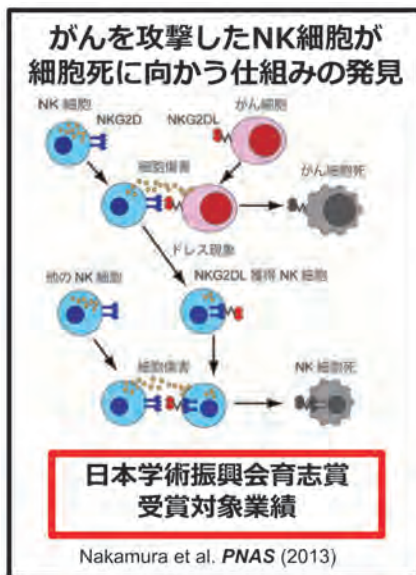 がんを攻撃したNK細胞が
細胞死に向かう仕組みの発見
NK 細胞
NKG2D
NKG2DL
がん細胞
細胞傷害
がん細胞死
ドレス現象
他の NK 細胞
NKG2DL 獲得 NK 細胞
細胞傷害
NK 細胞死
日本学術振興会育志賞
受賞対象業績
Nakamura et al. PNAS (2013)